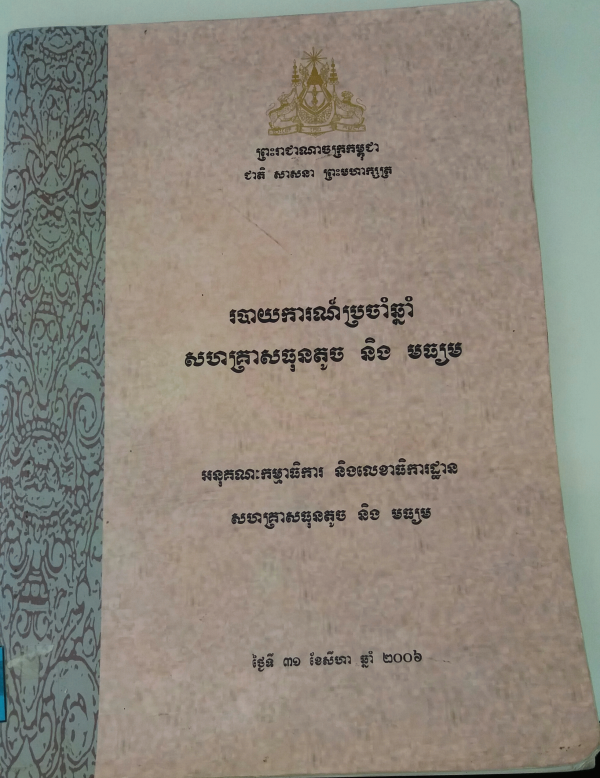 ព្រះរាជាណាចក្រកម្ពុជា
ជាតិ សាសនា ព្រះមហាក្សត្រ
របាយការណ៍ប្រចាំឆ្នាំ
សហគ្រាសធុនតូច និង មធ្យម
អនុគណៈកម្មាធិការ និងលេខាធិការដ្ឋាន
សហគ្រាសធុនតូច និង មធ្យម
ថ្ងៃទី ៣១ ខែសីហា ឆ្នាំ ២០០៦